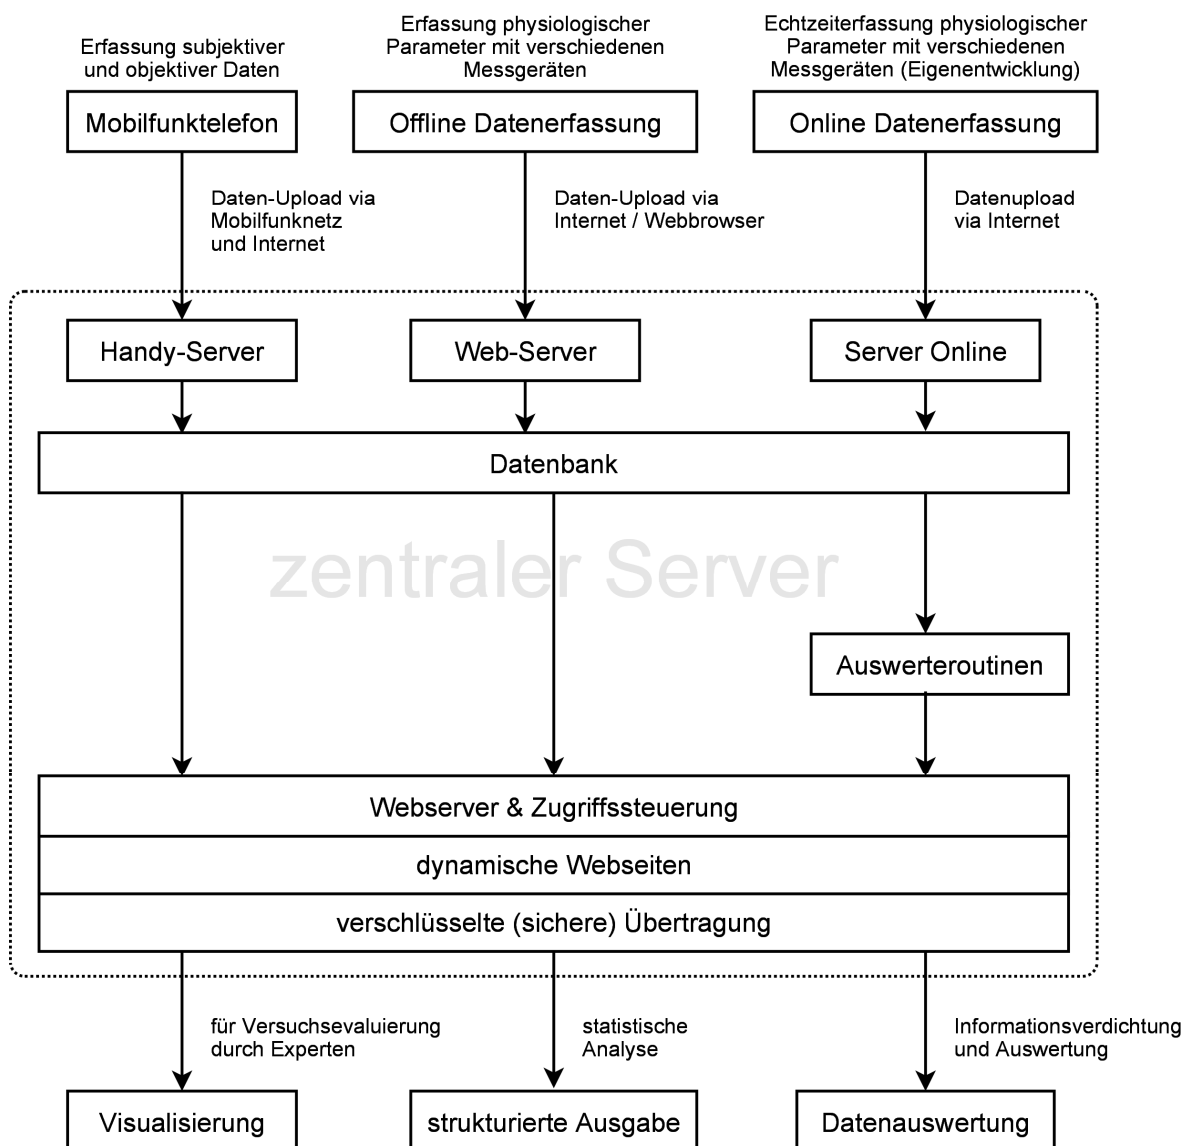 Erfassung subjektiver
und objektiver Daten
Erfassung physiologischer
Parameter mit verschiedenen
Messgeräten
Echtzeiterfassung physiologischer
Parameter mit verschiedenen
Messgeräten (Eigenentwicklung)
Mobilfunktelefon
Offline Datenerfassung
Online Datenerfassung
Daten-Upload via
Mobilfunknetz
und Internet
Daten-Upload via
Internet / Webbrowser
Datenupload
via Internet
Handy-Server
Web-Server
Server Online
Datenbank
zentraler Server
Auswerteroutinen
Webserver & Zugriffssteuerung
dynamische Webseiten
verschlüsselte (sichere) Übertragung
für Versuchsevaluierung
durch Experten
statistische
Analyse
Informationsverdichtung
und Auswertung
Visualisierung
strukturierte Ausgabe
Datenauswertung